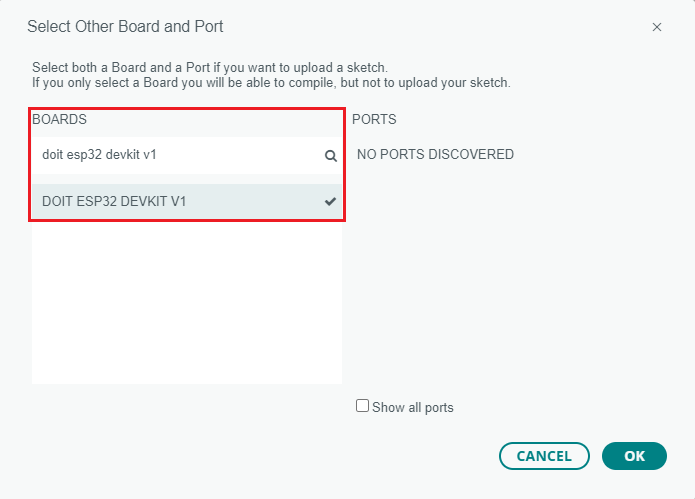 Select Other Board and Port
Select both a Board and a Port if you want to upload a sketch.
If you only select a Board you will be able to compile, but not to upload your sketch.
BOARDS
doit esp32 devkit v1
DOIT ESP32 DEVKIT V1
PORTS
NO PORTS DISCOVERED
Show all ports
CANCEL
OK